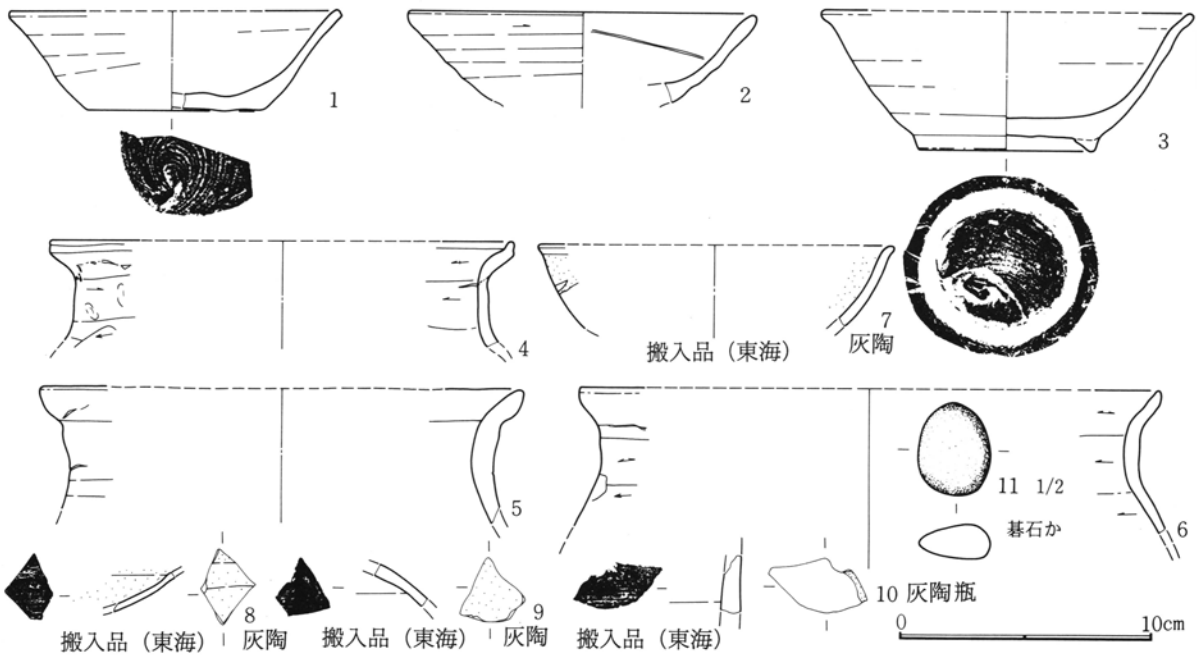 1
2
3
4
搬入品（東海）
7
灰陶
5
11 1/2
碁石か
6
8
搬入品（東海）
灰陶
9
搬入品（東海）
灰陶
10 灰陶瓶
搬入品（東海）
0 10cm